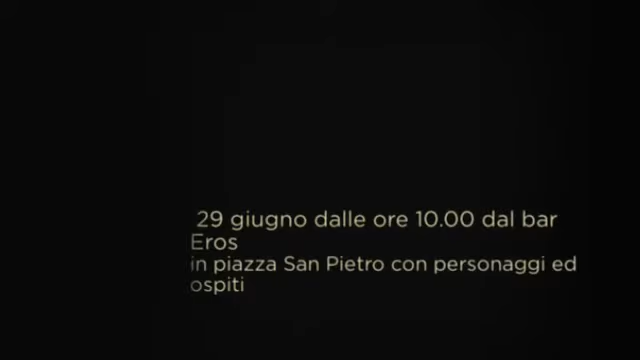 29 giugno dalle ore 10.00 dal bar
Eros
in piazza San Pietro con personaggi ed
ospiti